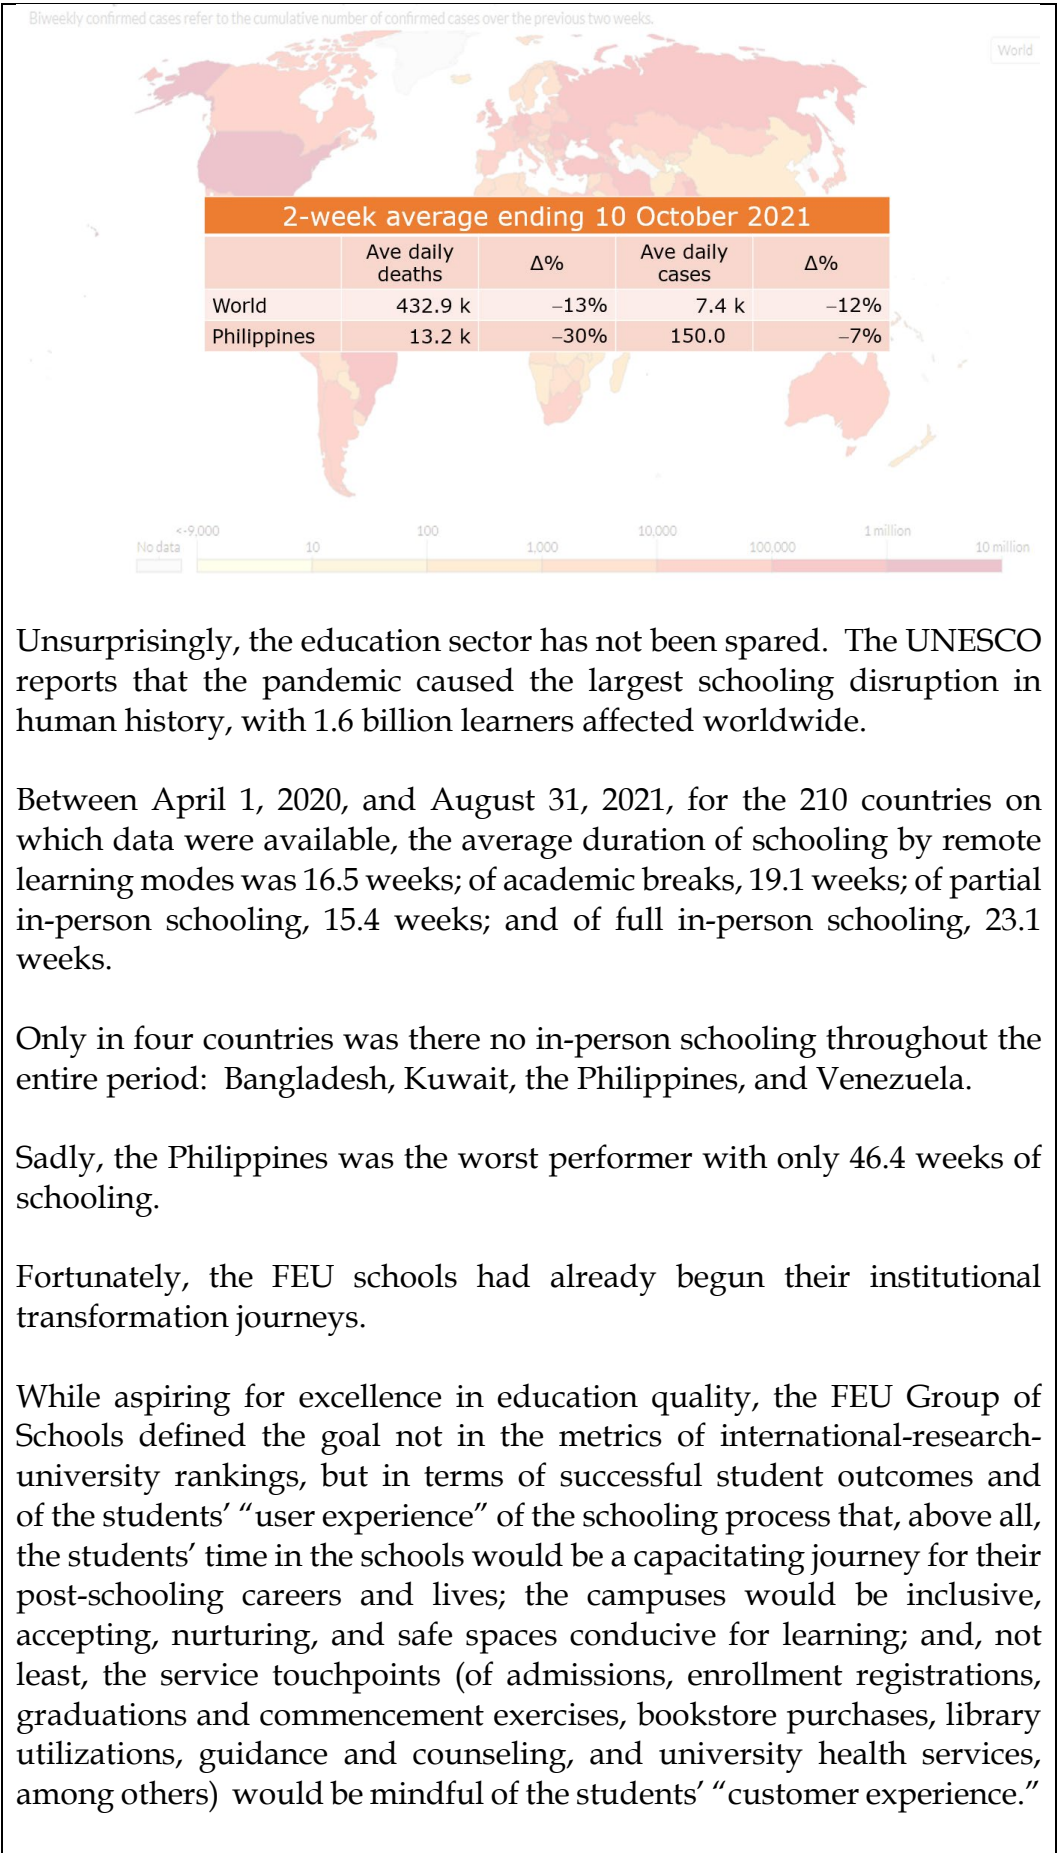 Biweekly confirmed cases refer to the cumulative number of confirmed cases over the previous two weeks.
World
2-week average ending 10 October 2021
Ave daily deaths Δ% Ave daily cases Δ%
World 432.9 k –13% 7.4 k –12%
Philippines 13.2 k –30% 150.0 –7%
<-9,000 100 10,000 1 million
No data 10 1,000 100,000 10 million
Unsurprisingly, the education sector has not been spared. The UNESCO
reports that the pandemic caused the largest schooling disruption in
human history, with 1.6 billion learners affected worldwide.
Between April 1, 2020, and August 31, 2021, for the 210 countries on
which data were available, the average duration of schooling by remote
learning modes was 16.5 weeks; of academic breaks, 19.1 weeks; of partial
in-person schooling, 15.4 weeks; and of full in-person schooling, 23.1
weeks.
Only in four countries was there no in-person schooling throughout the
entire period: Bangladesh, Kuwait, the Philippines, and Venezuela.
Sadly, the Philippines was the worst performer with only 46.4 weeks of
schooling.
Fortunately, the FEU schools had already begun their institutional
transformation journeys.
While aspiring for excellence in education quality, the FEU Group of
Schools defined the goal not in the metrics of international-research-
university rankings, but in terms of successful student outcomes and
of the students’ “user experience” of the schooling process that, above all,
the students’ time in the schools would be a capacitating journey for their
post-schooling careers and lives; the campuses would be inclusive,
accepting, nurturing, and safe spaces conducive for learning; and, not
least, the service touchpoints (of admissions, enrollment registrations,
graduations and commencement exercises, bookstore purchases, library
utilizations, guidance and counseling, and university health services,
among others) would be mindful of the students’ “customer experience.”